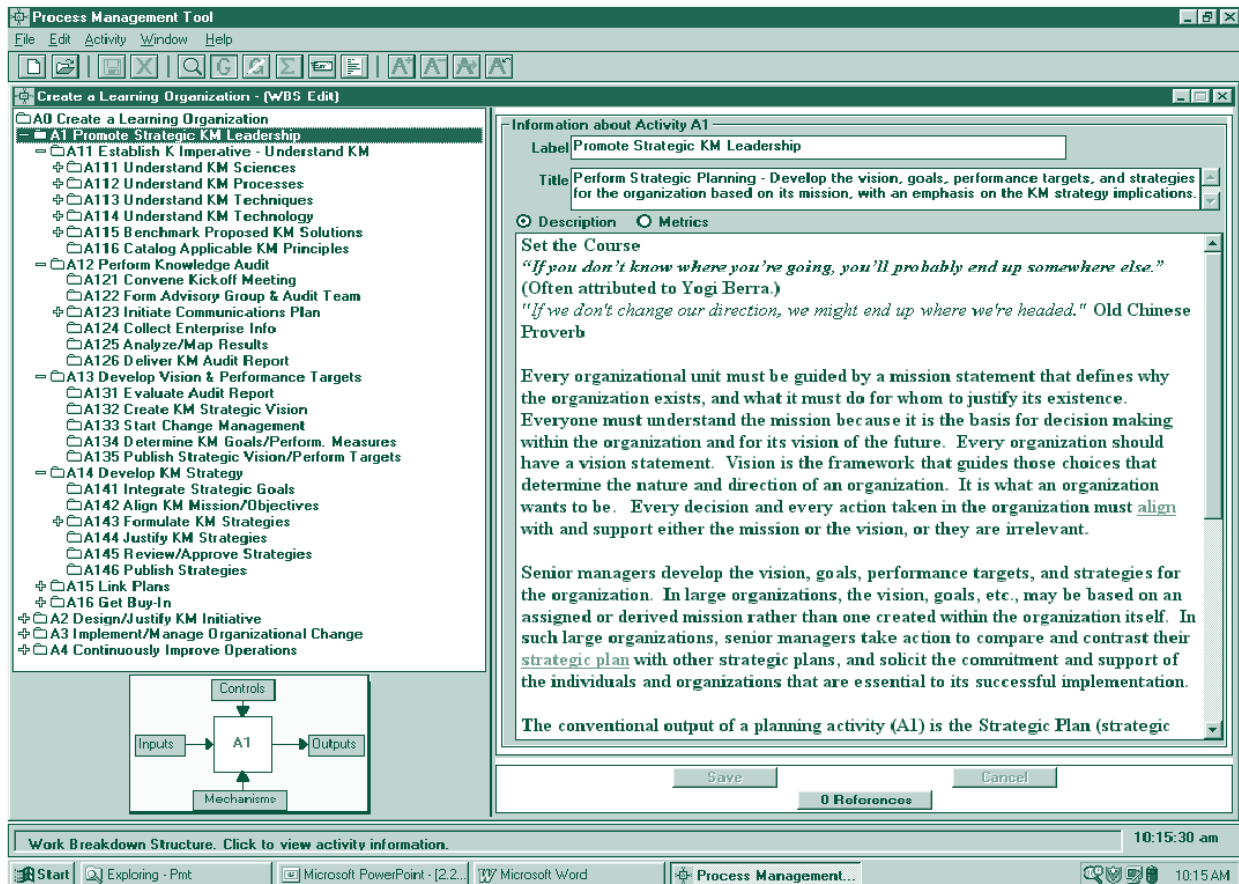 Process Management Tool
File Edit Activity Window Help
G G Σ A+ A- A A
Create a Learning Organization - (WBS Edit)
A0 Create a Learning Organization
A1 Promote Strategic KM Leadership
A11 Establish K Imperative - Understand KM
A111 Understand KM Sciences
A112 Understand KM Processes
A113 Understand KM Techniques
A114 Understand KM Technology
A115 Benchmark Proposed KM Solutions
A116 Catalog Applicable KM Principles
A12 Perform Knowledge Audit
A121 Convene Kickoff Meeting
A122 Form Advisory Group & Audit Team
A123 Initiate Communications Plan
A124 Collect Enterprise Info
A125 Analyze/Map Results
A126 Deliver KM Audit Report
A13 Develop Vision & Performance Targets
A131 Evaluate Audit Report
A132 Create KM Strategic Vision
A133 Start Change Management
A134 Determine KM Goals/Perform. Measures
A135 Publish Strategic Vision/Perform Targets
A14 Develop KM Strategy
A141 Integrate Strategic Goals
A142 Align KM Mission/Objectives
A143 Formulate KM Strategies
A144 Justify KM Strategies
A145 Review/Approve Strategies
A146 Publish Strategies
A15 Link Plans
A16 Get Buy-In
A2 Design/Justify KM Initiative
A3 Implement/Manage Organizational Change
A4 Continuously Improve Operations
Controls
Inputs A1 Outputs
Mechanisms
Information about Activity A1
Label Promote Strategic KM Leadership
Title Perform Strategic Planning - Develop the vision, goals, performance targets, and strategies
for the organization based on its mission, with an emphasis on the KM strategy implications.
Description Metrics
Set the Course
“If you don’t know where you’re going, you’ll probably end up somewhere else.”
(Often attributed to Yogi Berra.)
"If we don't change our direction, we might end up where we're headed." Old Chinese
Proverb
Every organizational unit must be guided by a mission statement that defines why
the organization exists, and what it must do for whom to justify its existence.
Everyone must understand the mission because it is the basis for decision making
within the organization and for its vision of the future. Every organization should
have a vision statement. Vision is the framework that guides those choices that
determine the nature and direction of an organization. It is what an organization
wants to be. Every decision and every action taken in the organization must align
with and support either the mission or the vision, or they are irrelevant.
Senior managers develop the vision, goals, performance targets, and strategies for
the organization. In large organizations, the vision, goals, etc., may be based on an
assigned or derived mission rather than one created within the organization itself. In
such large organizations, senior managers take action to compare and contrast their
strategic plan with other strategic plans, and solicit the commitment and support of
the individuals and organizations that are essential to its successful implementation.
The conventional output of a planning activity (A1) is the Strategic Plan (strategic
Save Cancel
0 References
Work Breakdown Structure. Click to view activity information. 10:15:30 am
Start Exploring - Pmt Microsoft PowerPoint - [2.2... Microsoft Word Process Management... 10:15 AM